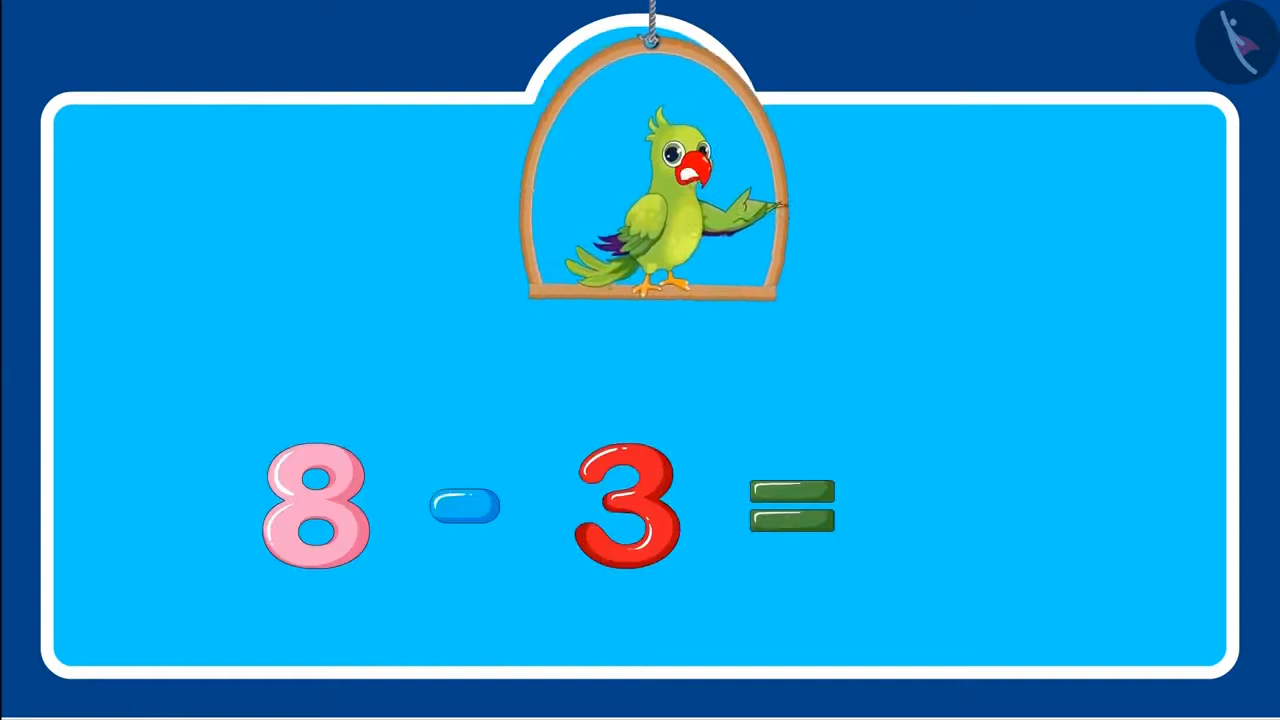 8 - 3 =